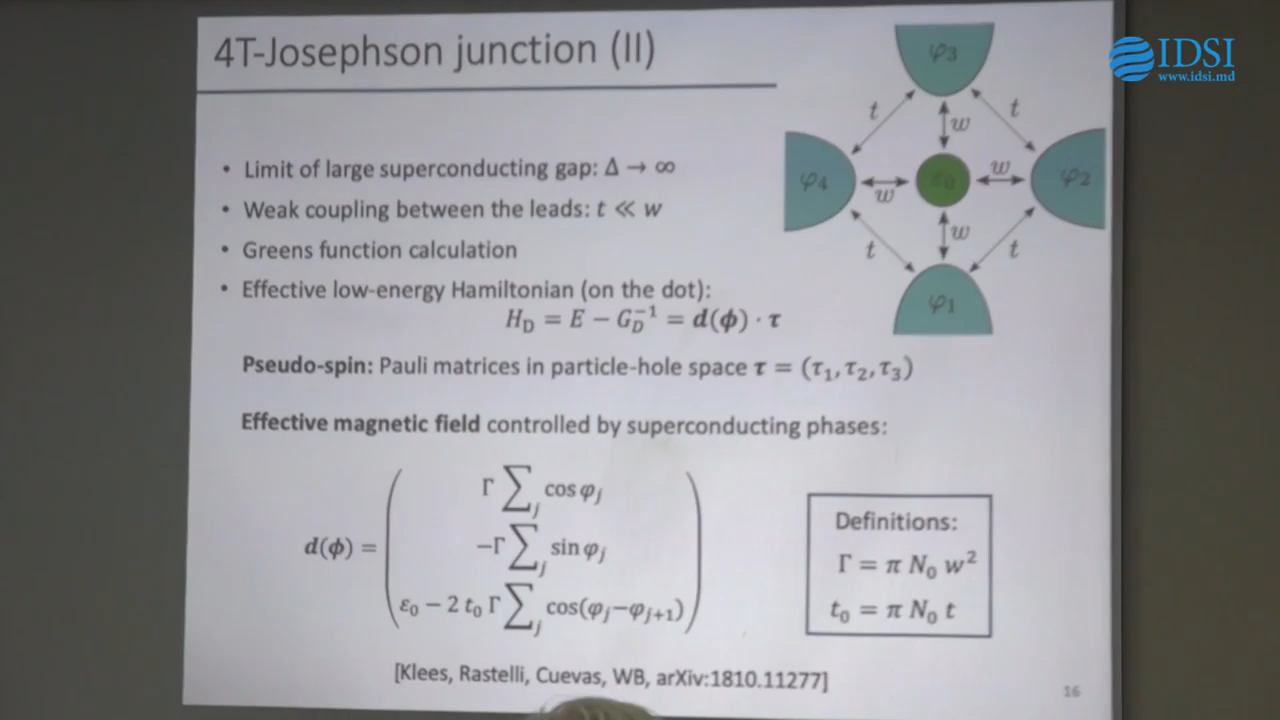 4T-Josephson junction (II)
IDSI
www.idsi.md
φ3
t
t
w
φ4
w
ε0
w
φ2
t
w
t
φ1
• Limit of large superconducting gap: Δ → ∞
• Weak coupling between the leads: t ≪ w
• Greens function calculation
• Effective low-energy Hamiltonian (on the dot):
H_D = E − G_D^{-1} = d(ϕ) · τ
Pseudo-spin: Pauli matrices in particle-hole space τ = (τ₁, τ₂, τ₃)
Effective magnetic field controlled by superconducting phases:
Γ ∑_j cos φ_j
d(ϕ) = −Γ ∑_j sin φ_j
ε₀ − 2 t₀ Γ ∑_j cos(φ_j−φ_{j+1})
Definitions:
Γ = π N₀ w²
t₀ = π N₀ t
[Klees, Rastelli, Cuevas, WB, arXiv:1810.11277]
16